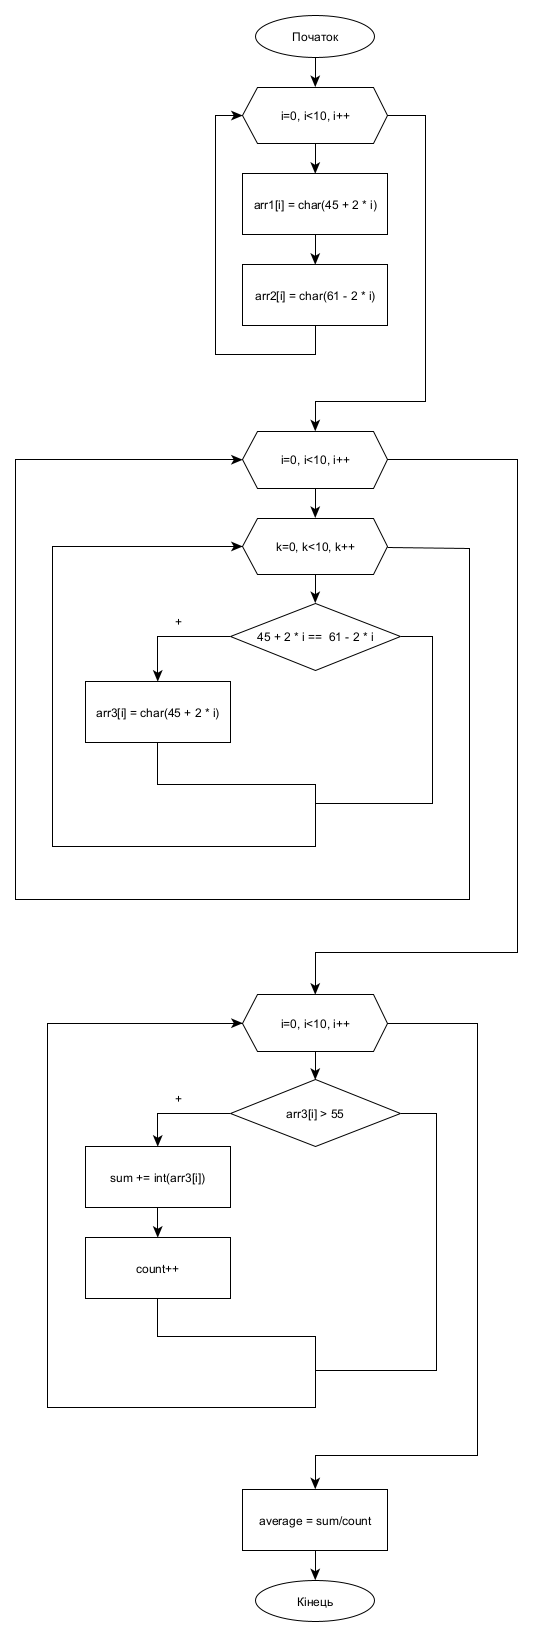 Початок
i=0, i<10, i++
arr1[i] = char(45 + 2 * i)
arr2[i] = char(61 - 2 * i)
i=0, i<10, i++
k=0, k<10, k++
+
45 + 2 * i == 61 - 2 * i
arr3[i] = char(45 + 2 * i)
i=0, i<10, i++
+
arr3[i] > 55
sum += int(arr3[i])
count++
average = sum/count
Кінець